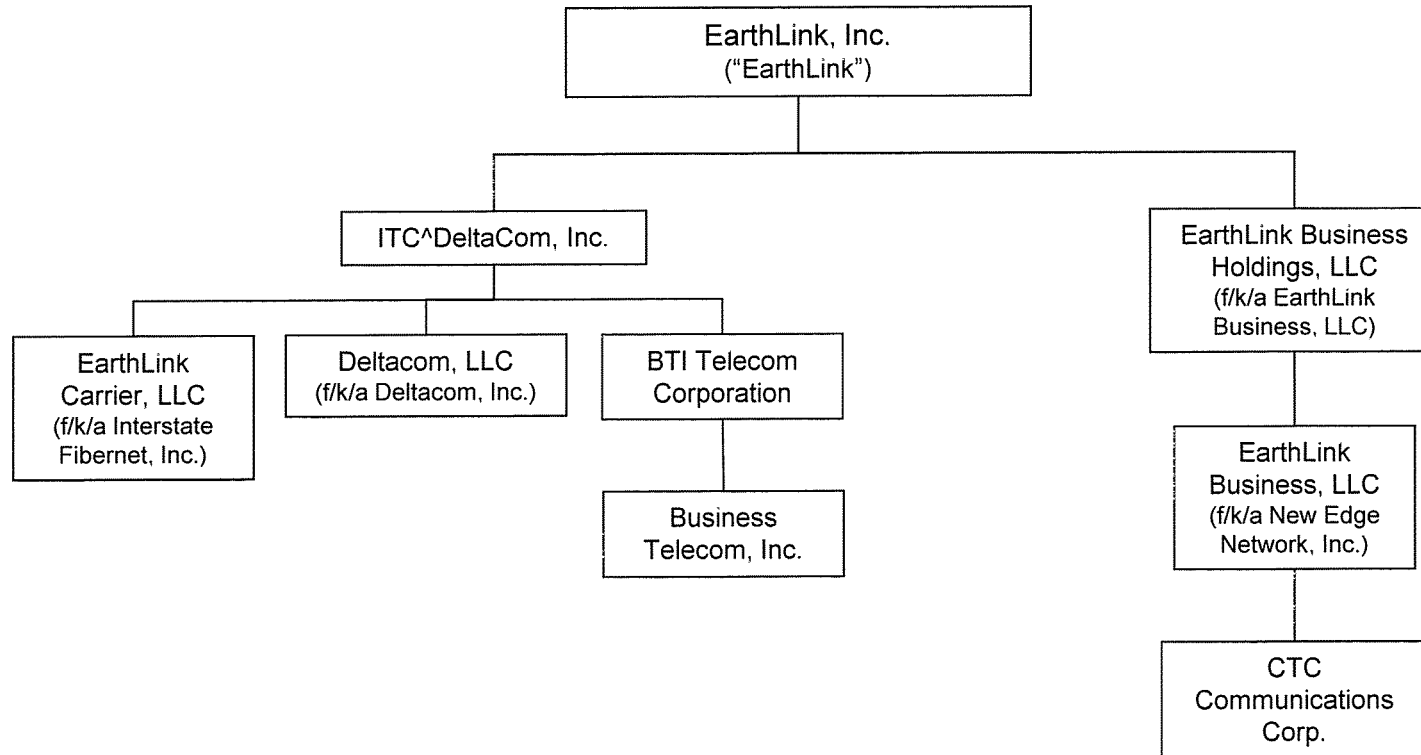 EarthLink, Inc.
("EarthLink")
ITC^DeltaCom, Inc.
EarthLink Business
Holdings, LLC
(f/k/a EarthLink
Business, LLC)
EarthLink
Carrier, LLC
(f/k/a Interstate
Fibernet, Inc.)
Deltacom, LLC
(f/k/a Deltacom, Inc.)
BTI Telecom
Corporation
EarthLink
Business, LLC
(f/k/a New Edge
Network, Inc.)
Business
Telecom, Inc.
CTC
Communications
Corp.